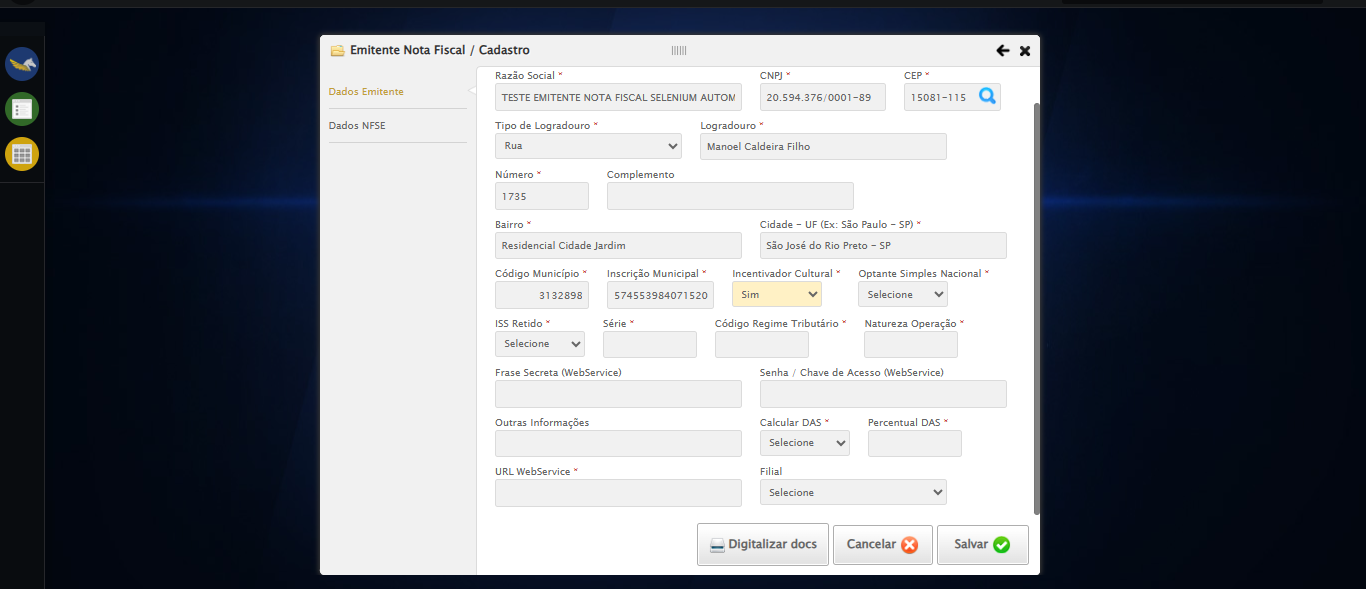 Emitente Nota Fiscal / Cadastro
Dados Emitente
Dados NFSE
Razão Social * CNPJ * CEP *
TESTE EMITENTE NOTA FISCAL SELENIUM AUTOM 20.594.376/0001-89 15081-115
Tipo de Logradouro * Logradouro *
Rua Manoel Caldeira Filho
Número * Complemento
1735
Bairro * Cidade - UF (Ex: São Paulo - SP) *
Residencial Cidade Jardim São José do Rio Preto - SP
Código Município * Inscrição Municipal * Incentivador Cultural * Optante Simples Nacional *
3132898 574553984071520 Sim Selecione
ISS Retido * Série * Código Regime Tributário * Natureza Operação *
Selecione
Frase Secreta (WebService) Senha / Chave de Acesso (WebService)
Outras Informações Calcular DAS * Percentual DAS *
Selecione
URL WebService * Filial
Selecione
Digitalizar docs Cancelar Salvar